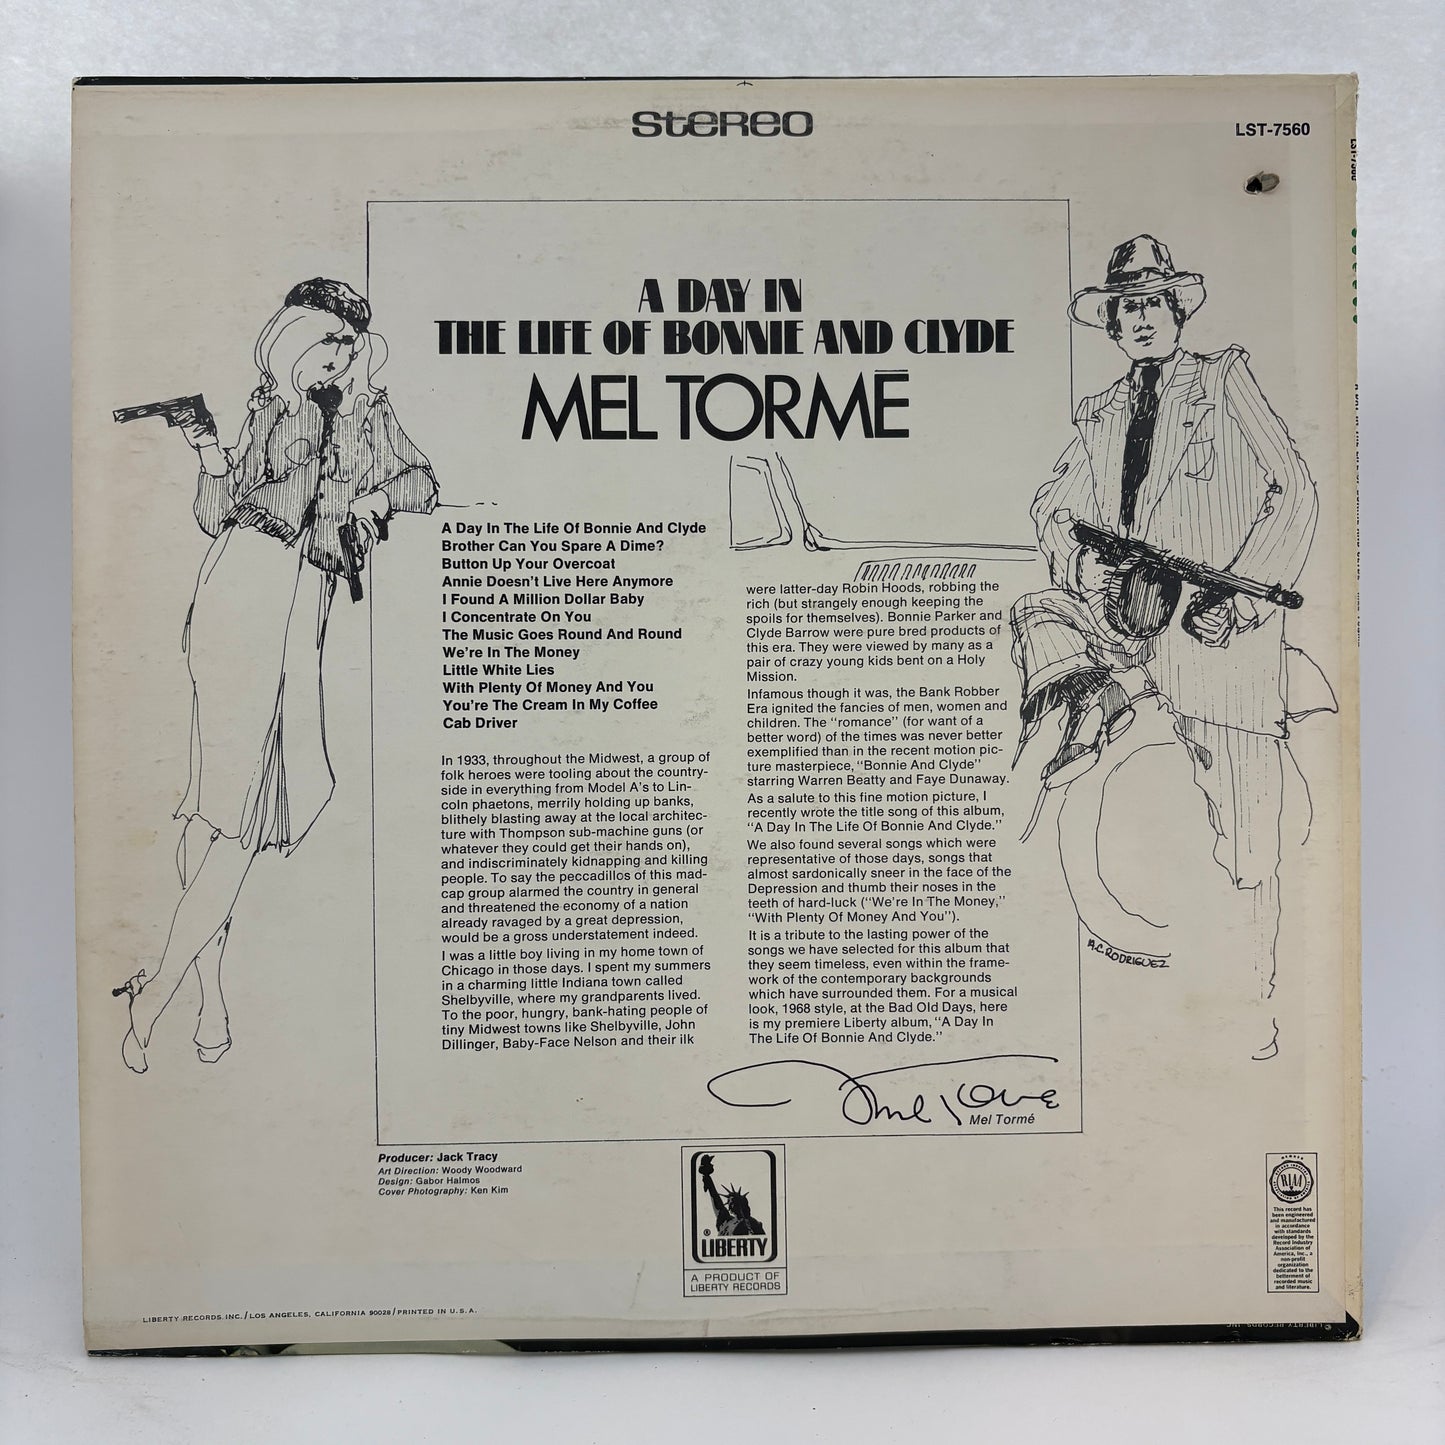 STEREO
LST-7560
A DAY IN
THE LIFE OF BONNIE AND CLYDE
MEL TORMĒ
A Day In The Life Of Bonnie And Clyde
Brother Can You Spare A Dime?
Button Up Your Overcoat
Annie Doesn't Live Here Anymore
I Found A Million Dollar Baby
I Concentrate On You
The Music Goes Round And Round
We're In The Money
Little White Lies
With Plenty Of Money And You
You're The Cream In My Coffee
Cab Driver
In 1933, throughout the Midwest, a group of
folk heroes were tooling about the country-
side in everything from Model A's to Lin-
coln phaetons, merrily holding up banks,
blithely blasting away at the local architec-
ture with Thompson sub-machine guns (or
whatever they could get their hands on),
and indiscriminately kidnapping and killing
people. To say the peccadillos of this mad-
cap group alarmed the country in general
and threatened the economy of a nation
already ravaged by a great depression,
would be a gross understatement indeed.
I was a little boy living in my home town of
Chicago in those days. I spent my summers
in a charming little Indiana town called
Shelbyville, where my grandparents lived.
To the poor, hungry, bank-hating people of
tiny Midwest towns like Shelbyville, John
Dillinger, Baby-Face Nelson and their ilk
were latter-day Robin Hoods, robbing the
rich (but strangely enough keeping the
spoils for themselves). Bonnie Parker and
Clyde Barrow were pure bred products of
this era. They were viewed by many as a
pair of crazy young kids bent on a Holy
Mission.
Infamous though it was, the Bank Robber
Era ignited the fancies of men, women and
children. The "romance" (for want of a
better word) of the times was never better
exemplified than in the recent motion pic-
ture masterpiece, "Bonnie And Clyde"
starring Warren Beatty and Faye Dunaway.
As a salute to this fine motion picture, I
recently wrote the title song of this album,
"A Day In The Life Of Bonnie And Clyde."
We also found several songs which were
representative of those days, songs that
almost sardonically sneer in the face of the
Depression and thumb their noses in the
teeth of hard-luck ("We're In The Money,"
"With Plenty Of Money And You").
It is a tribute to the lasting power of the
songs we have selected for this album that
they seem timeless, even within the frame-
work of the contemporary backgrounds
which have surrounded them. For a musical
look, 1968 style, at the Bad Old Days, here
is my premiere Liberty album, "A Day In
The Life Of Bonnie And Clyde."
Mel Torme
Mel Tormé
A.C. RODRIGUEZ
Producer: Jack Tracy
Art Direction: Woody Woodward
Design: Gabor Halmos
Cover Photography: Ken Kim
® LIBERTY
A PRODUCT OF
LIBERTY RECORDS
MEMBER
RIAA
This record has
been engineered
and manufactured
in accordance
with standards
developed by the
Record Industry
Association of
America, Inc., a
non-profit
organization
dedicated to the
betterment of
recorded music
and literature.
LIBERTY RECORDS, INC./LOS ANGELES, CALIFORNIA 90028/PRINTED IN U.S.A.
LST-7560